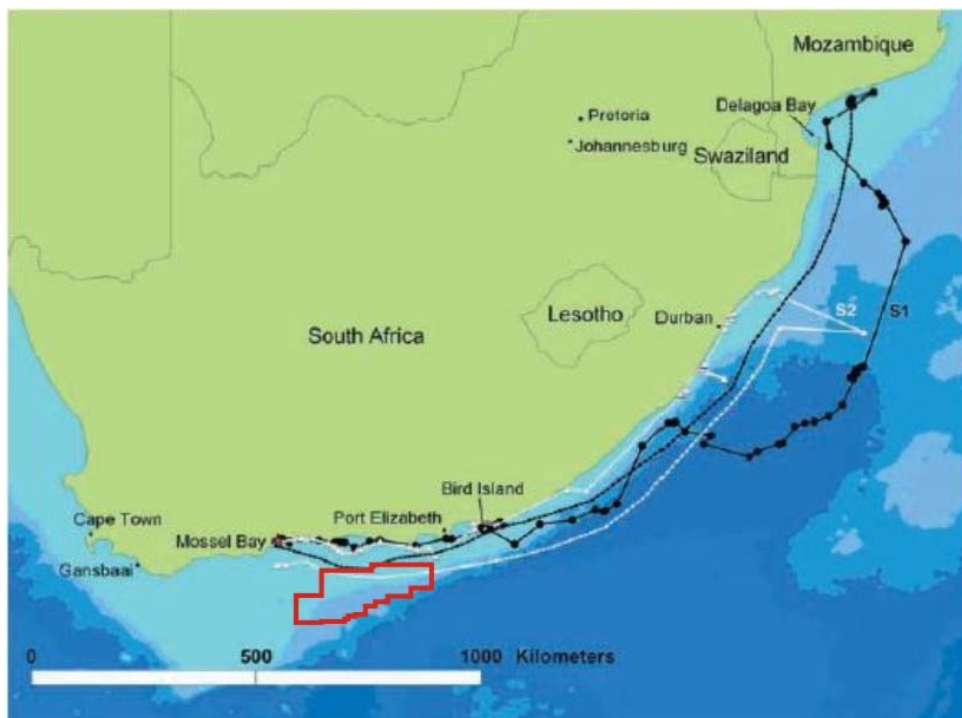 Mozambique
Delagoa Bay
Pretoria
Johannesburg
Swaziland
S2
S1
Lesotho
Durban
South Africa
Bird Island
Port Elizabeth
Cape Town
Mossel Bay
Gansbaai
0 500 1000 Kilometers